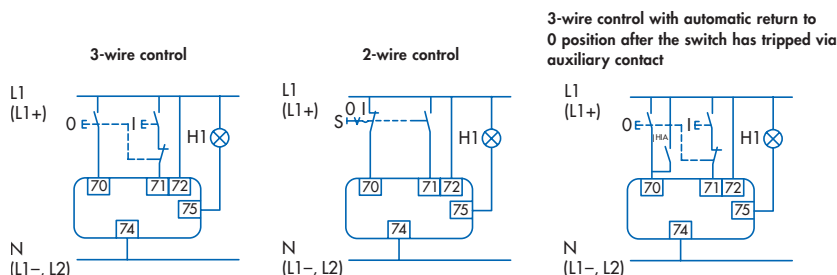 3-wire control
L1
(L1+)
0
I
H1
70
71
72
75
74
N
(L1–, L2)
2-wire control
L1
(L1+)
0 I
S
H1
70
71
72
75
74
N
(L1–, L2)
3-wire control with automatic return to
0 position after the switch has tripped via
auxiliary contact
L1
(L1+)
0
HIA
I
H1
70
71
72
75
74
N
(L1–, L2)